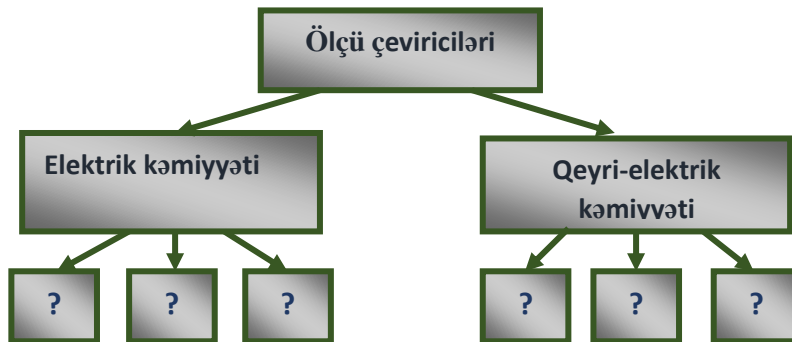 Ölçü çeviriciləri
Elektrik kəmiyyəti
Qeyri-elektrik
kəmiyyəti
? ? ? ? ? ?